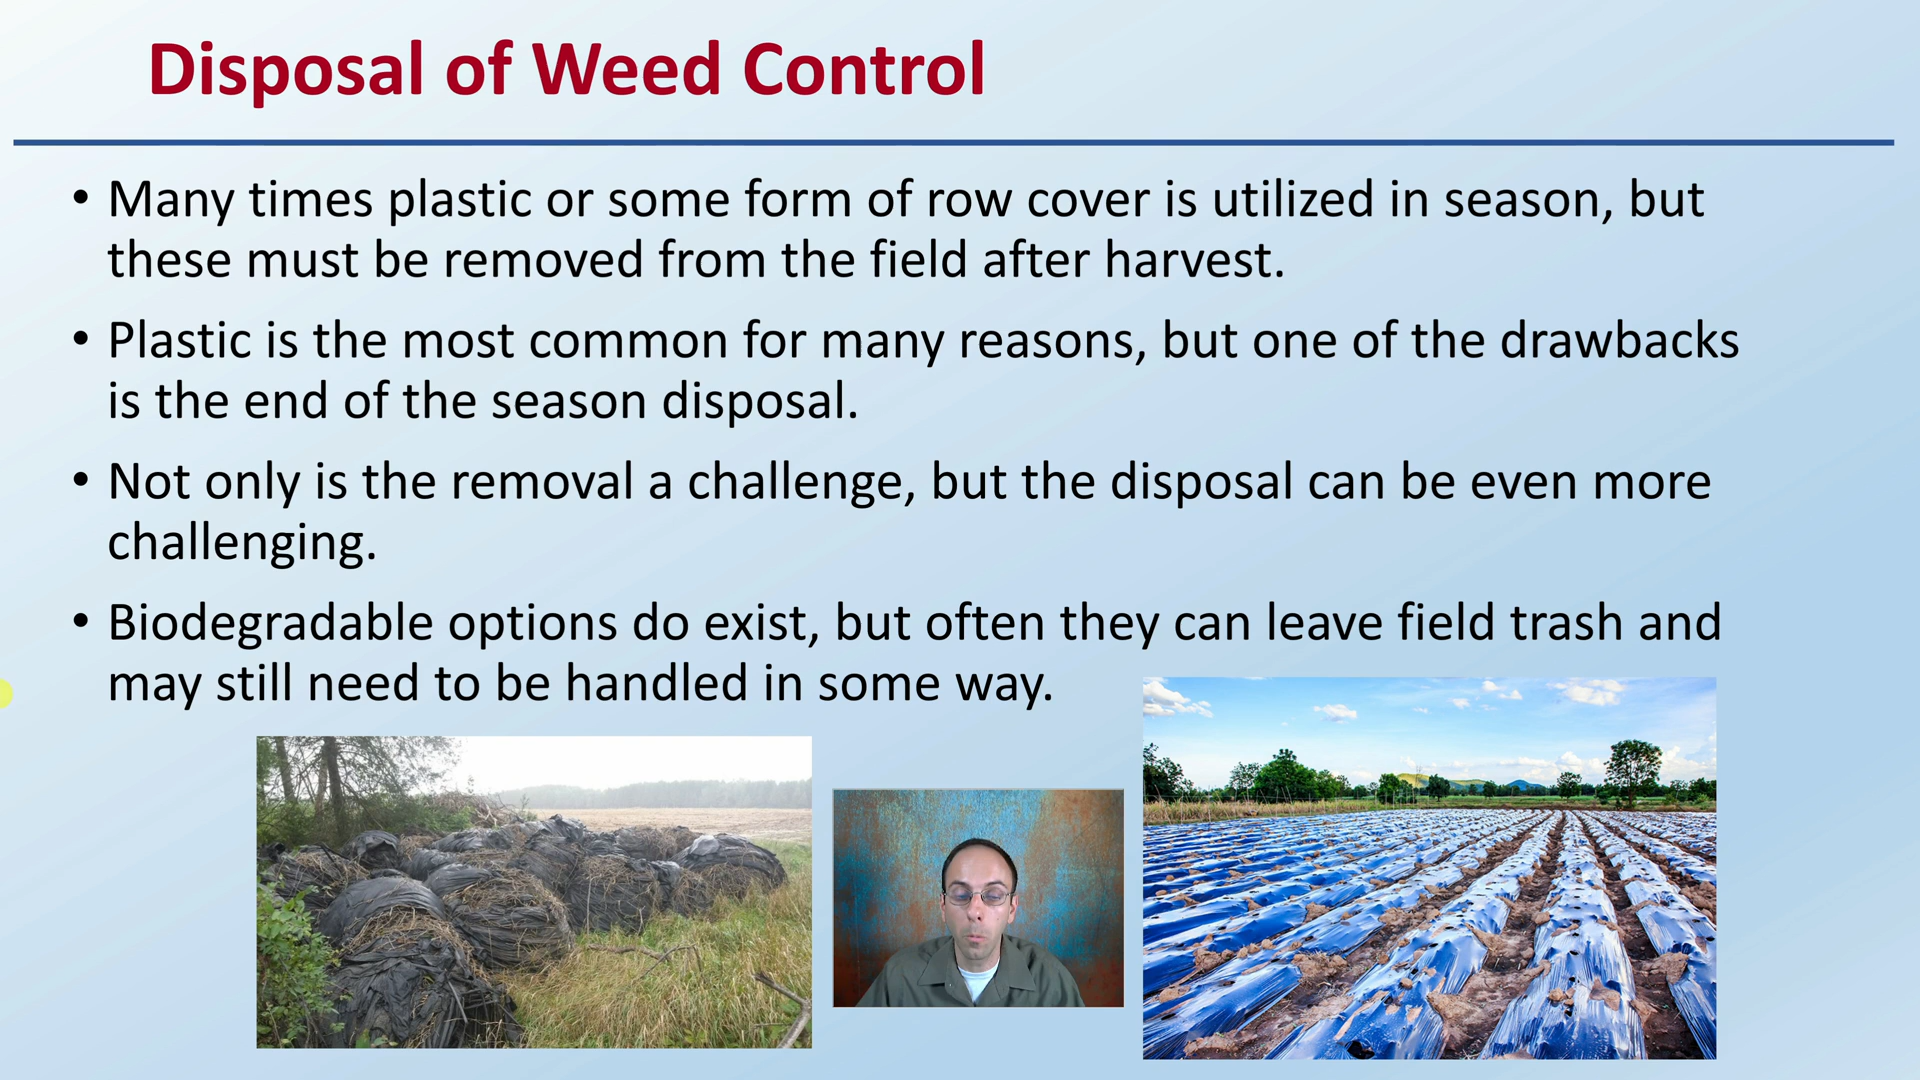 Disposal of Weed Control
• Many times plastic or some form of row cover is utilized in season, but
these must be removed from the field after harvest.
• Plastic is the most common for many reasons, but one of the drawbacks
is the end of the season disposal.
• Not only is the removal a challenge, but the disposal can be even more
challenging.
• Biodegradable options do exist, but often they can leave field trash and
may still need to be handled in some way.